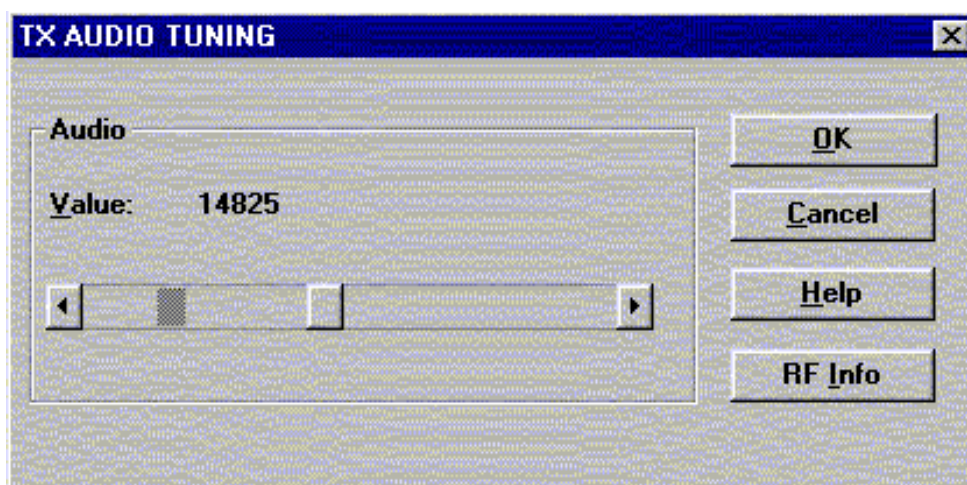 TX AUDIO TUNING
Audio
Value: 14825
OK
Cancel
Help
RF Info